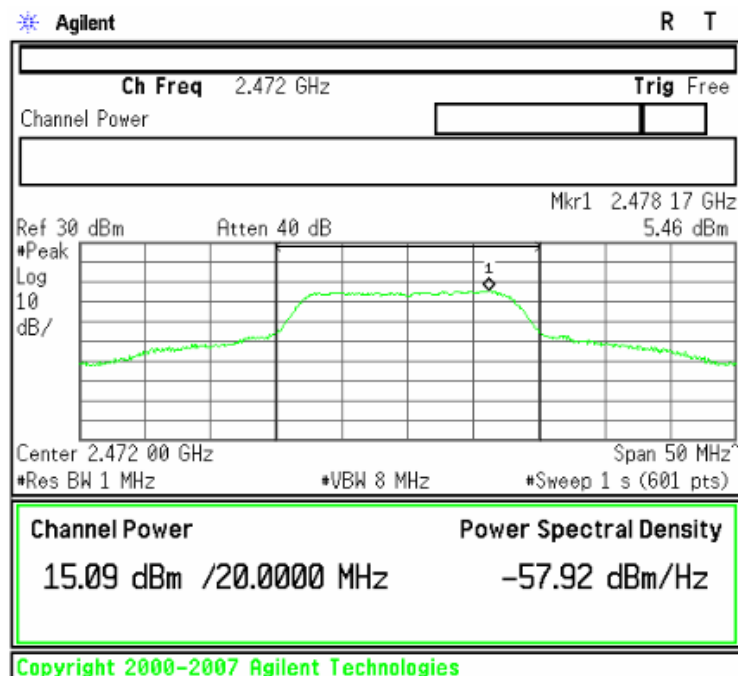 Agilent R T
Ch Freq 2.472 GHz Trig Free
Channel Power
Mkr1 2.478 17 GHz
Ref 30 dBm Atten 40 dB 5.46 dBm
#Peak
Log
10
dB/
1
Center 2.472 00 GHz Span 50 MHz^
#Res BW 1 MHz #VBW 8 MHz #Sweep 1 s (601 pts)
Channel Power Power Spectral Density
15.09 dBm /20.0000 MHz -57.92 dBm/Hz
Copyright 2000-2007 Agilent Technologies